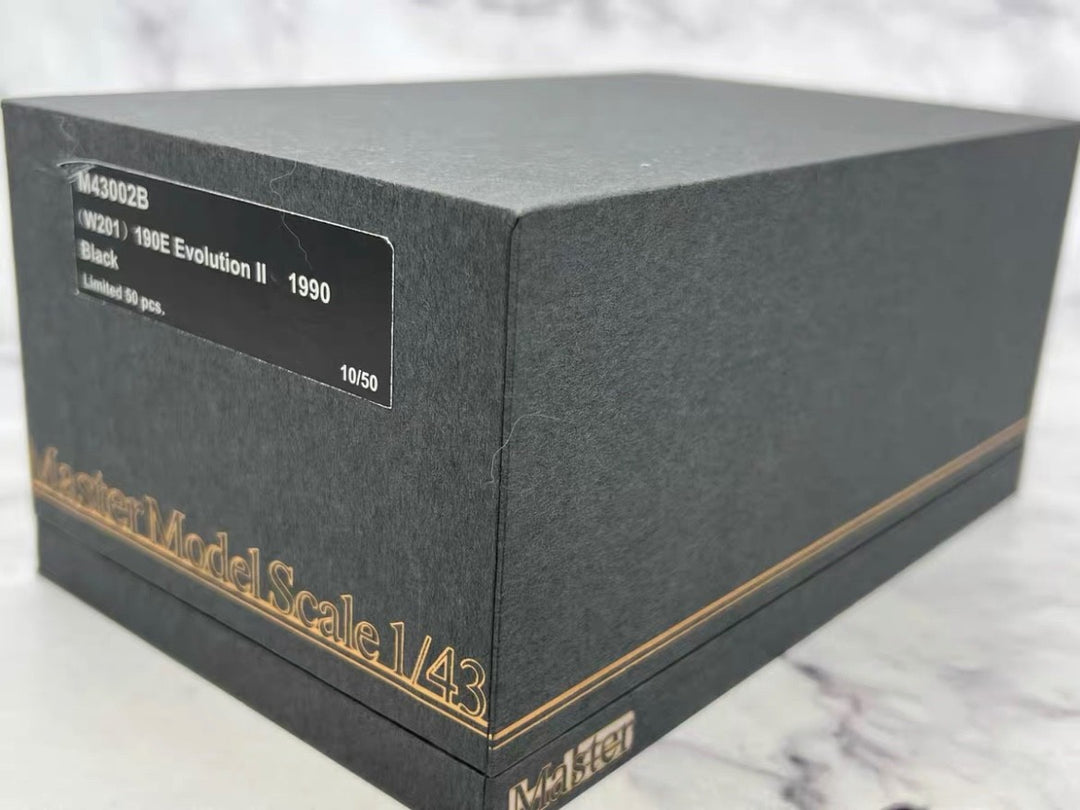 M43002B
（W201）190E Evolution II 1990
Black
Limited 50 pcs.
10/50
Master Model Scale 1/43
Master